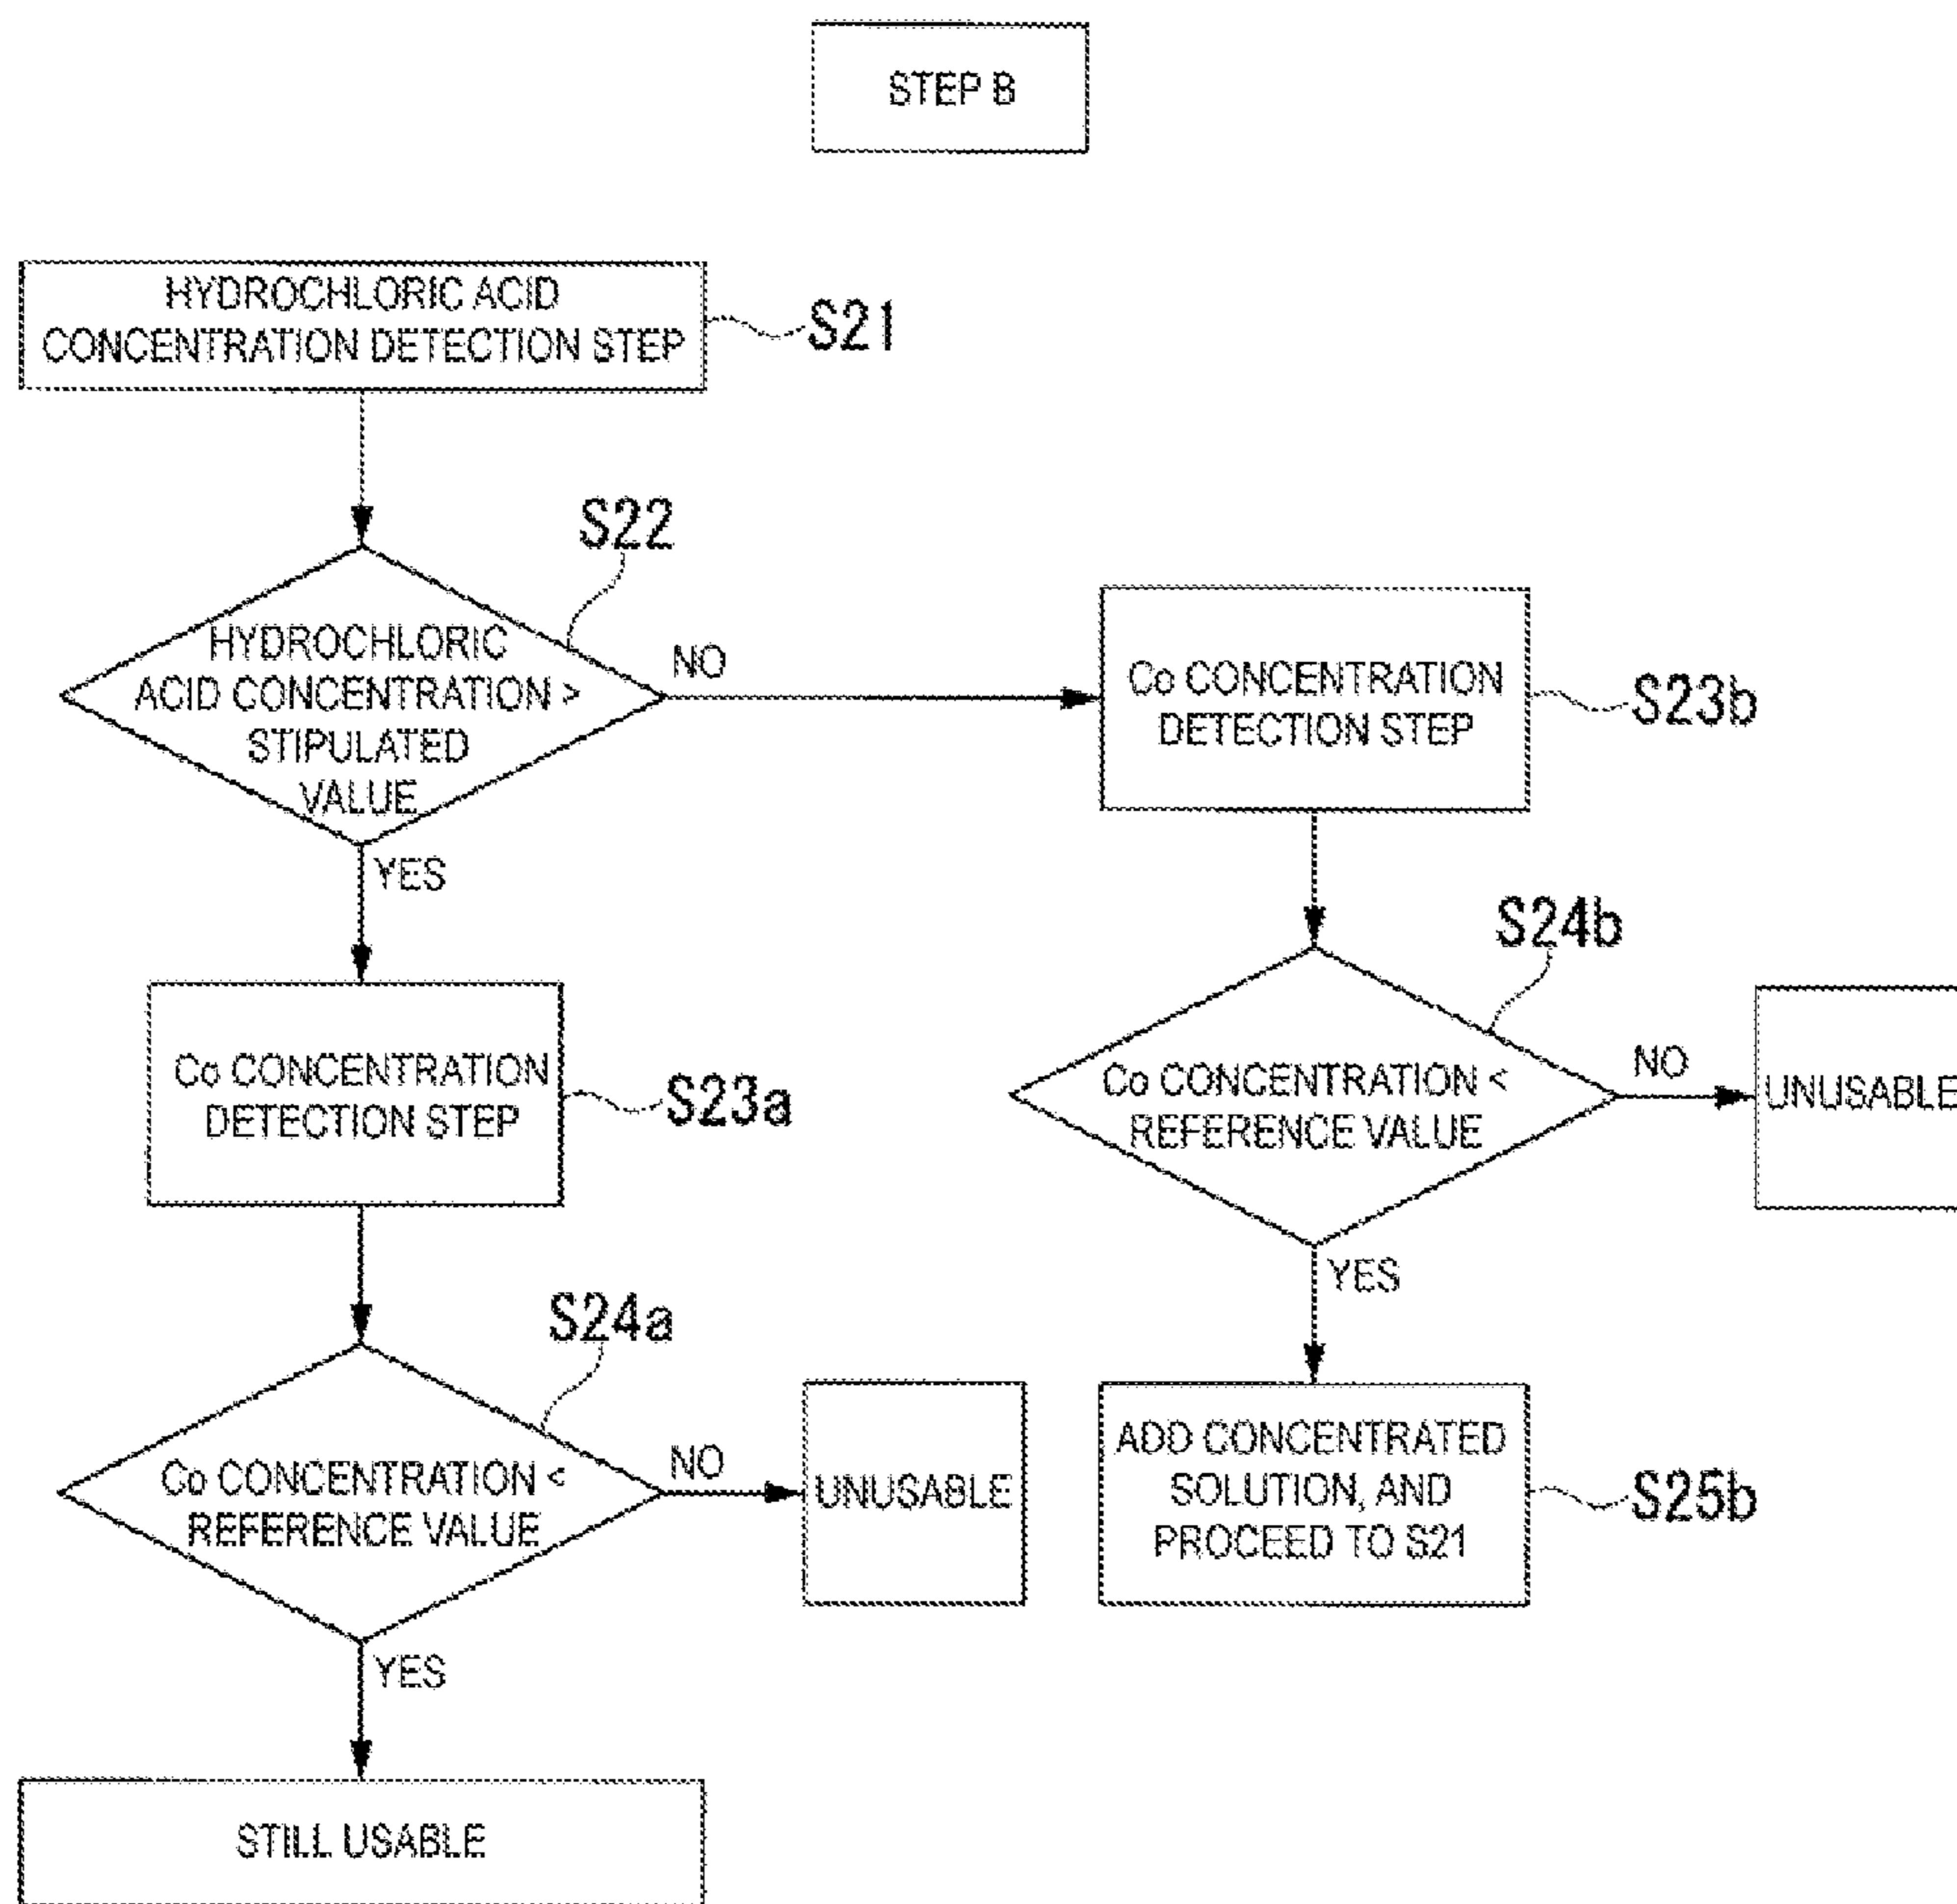 STEP B
HYDROCHLORIC ACID
CONCENTRATION DETECTION STEP
S21
S22
HYDROCHLORIC
ACID CONCENTRATION >
STIPULATED
VALUE
NO
YES
Co CONCENTRATION
DETECTION STEP
S23b
S24b
Co CONCENTRATION <
REFERENCE VALUE
NO
UNUSABLE
YES
ADD CONCENTRATED
SOLUTION, AND
PROCEED TO S21
S25b
Co CONCENTRATION
DETECTION STEP
S23a
S24a
Co CONCENTRATION <
REFERENCE VALUE
NO
UNUSABLE
YES
STILL USABLE